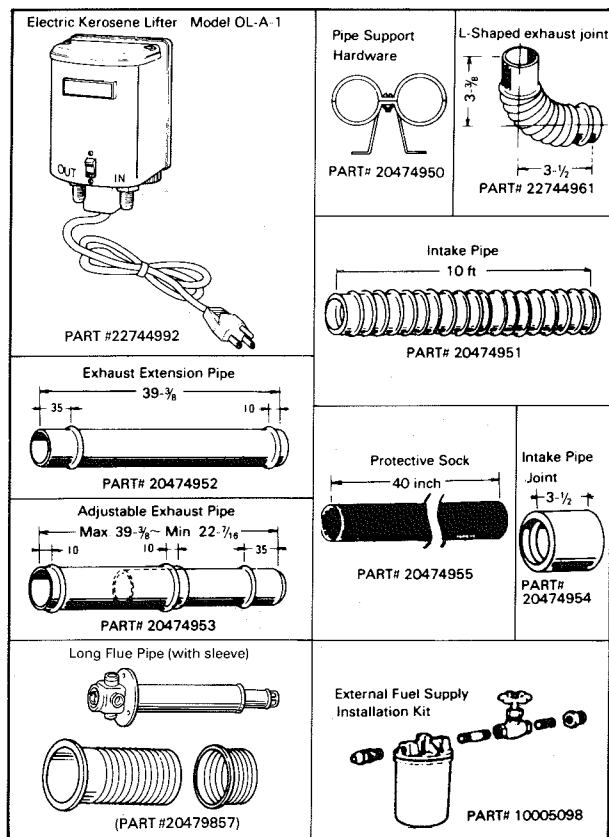 Electric Kerosene Lifter Model OL-A-1
OUT
IN
PART #22744992
Pipe Support
Hardware
PART# 20474950
L-Shaped exhaust joint
3-3/8
3-1/2
PART# 22744961
Intake Pipe
10 ft
PART# 20474951
Exhaust Extension Pipe
39-3/8
35
10
PART# 20474952
Adjustable Exhaust Pipe
Max 39-3/8~ Min 22-7/16
10
10
35
PART# 20474953
Protective Sock
40 inch
PART# 20474955
Intake Pipe
Joint
3-1/2
PART#
20474954
Long Flue Pipe (with sleeve)
(PART #20479857)
External Fuel Supply
Installation Kit
PART# 10005098